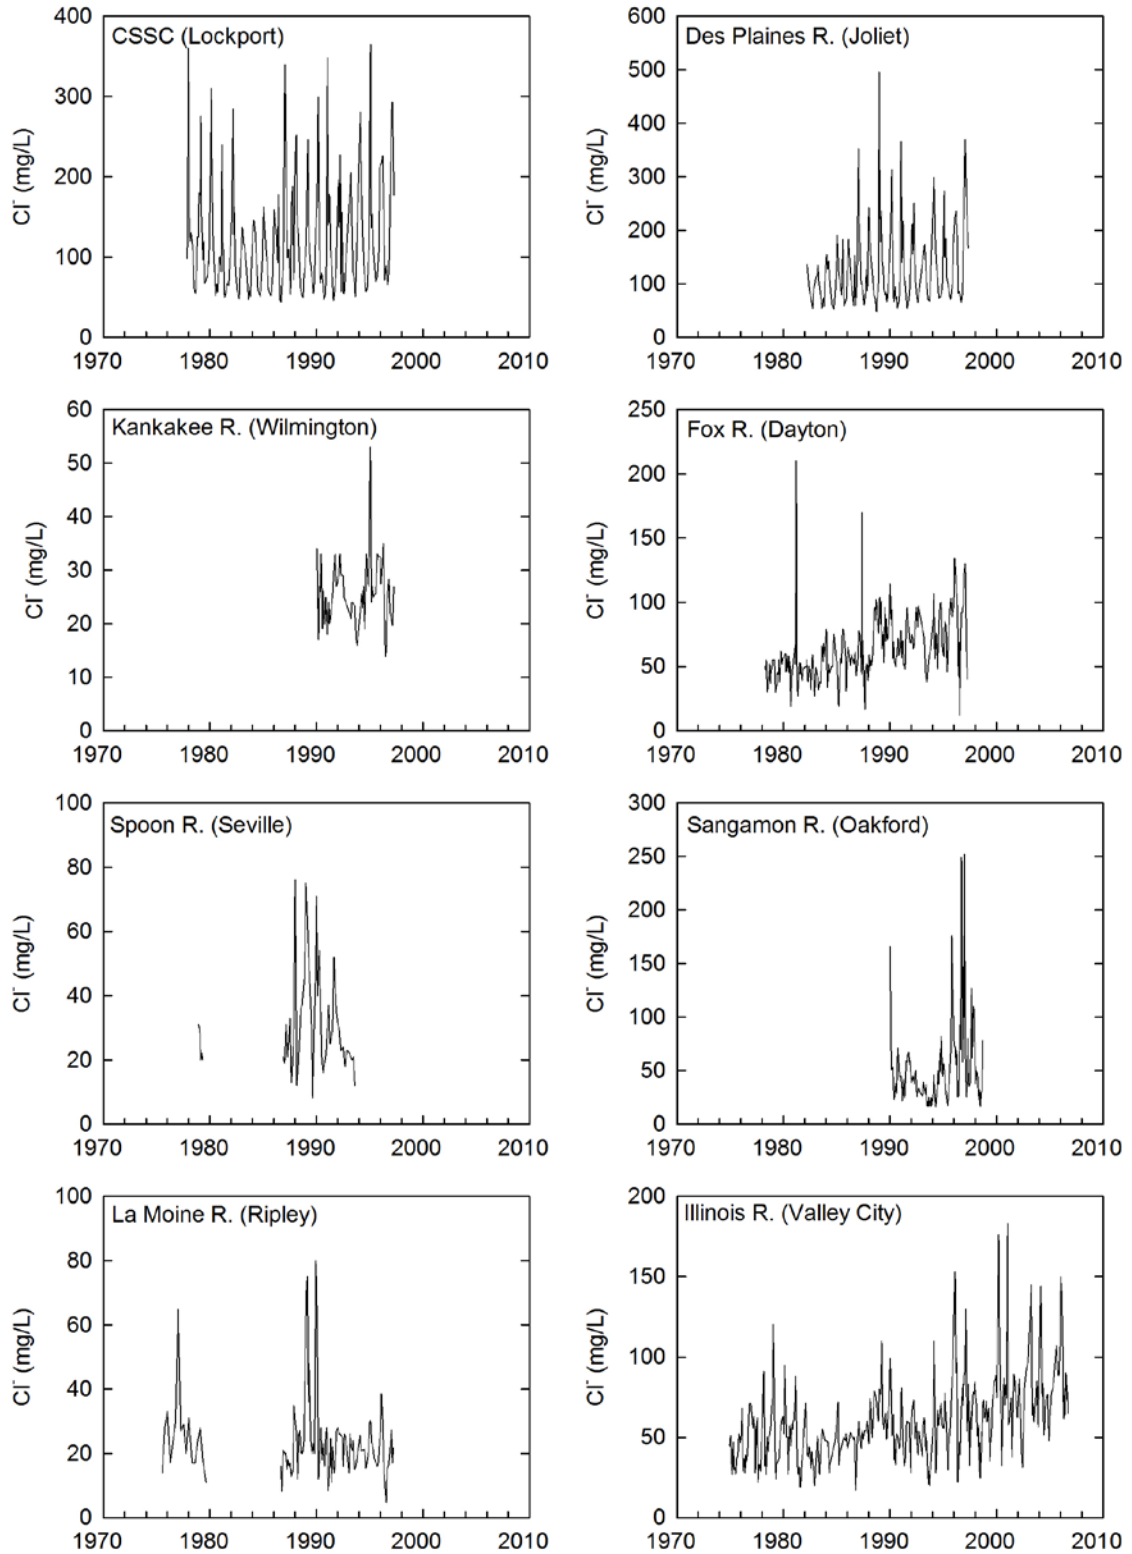 CSSC (Lockport)
Cl⁻ (mg/L)
400
300
200
100
0
1970 1980 1990 2000 2010
Des Plaines R. (Joliet)
Cl⁻ (mg/L)
600
500
400
300
200
100
0
1970 1980 1990 2000 2010
Kankakee R. (Wilmington)
Cl⁻ (mg/L)
60
50
40
30
20
10
0
1970 1980 1990 2000 2010
Fox R. (Dayton)
Cl⁻ (mg/L)
250
200
150
100
50
0
1970 1980 1990 2000 2010
Spoon R. (Seville)
Cl⁻ (mg/L)
100
80
60
40
20
0
1970 1980 1990 2000 2010
Sangamon R. (Oakford)
Cl⁻ (mg/L)
300
250
200
150
100
50
0
1970 1980 1990 2000 2010
La Moine R. (Ripley)
Cl⁻ (mg/L)
100
80
60
40
20
0
1970 1980 1990 2000 2010
Illinois R. (Valley City)
Cl⁻ (mg/L)
200
150
100
50
0
1970 1980 1990 2000 2010